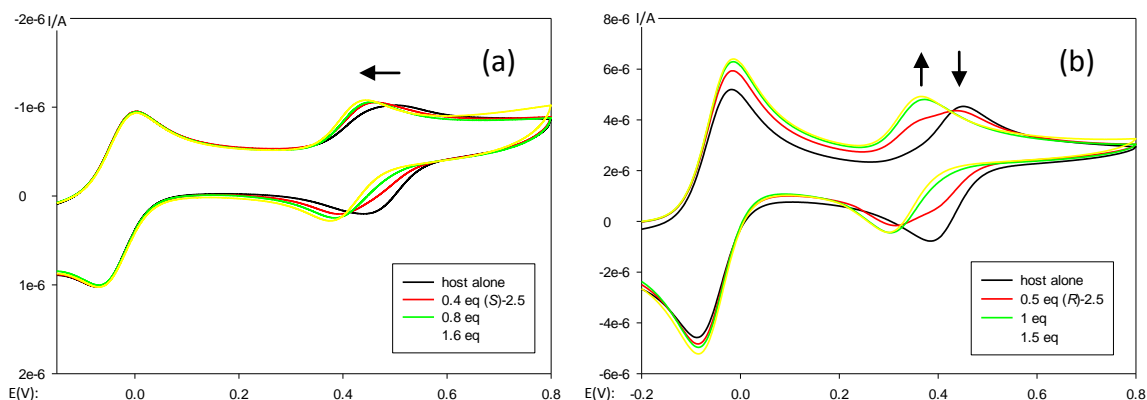 -2e-6
I/A
(a)
-1e-6
0
1e-6
2e-6
host alone
0.4 eq (S)-2.5
0.8 eq
1.6 eq
E(V):
0.0
0.2
0.4
0.6
0.8
8e-6
I/A
(b)
6e-6
4e-6
2e-6
0
-2e-6
-4e-6
-6e-6
host alone
0.5 eq (R)-2.5
1 eq
1.5 eq
E(V):
-0.2
0.0
0.2
0.4
0.6
0.8